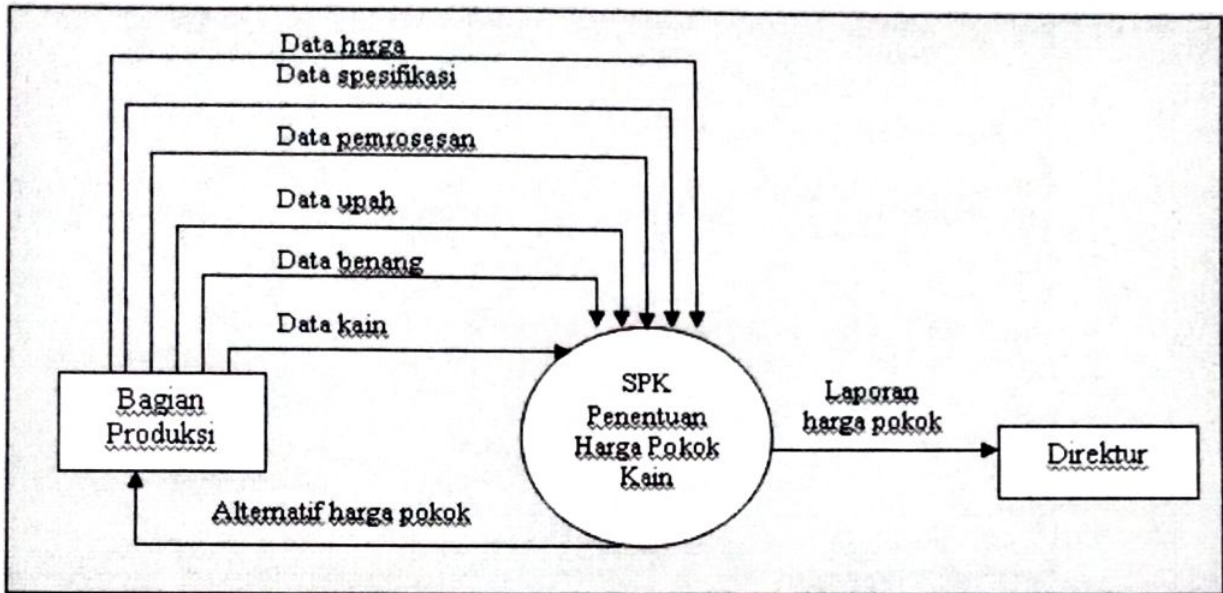 Data harga
Data spesifikasi
Data pemrosesan
Data upah
Data benang
Data kain
Bagian
Produksi
SPK
Penentuan
Harga Pokok
Kain
Laporan
harga pokok
Direktur
Alternatif harga pokok